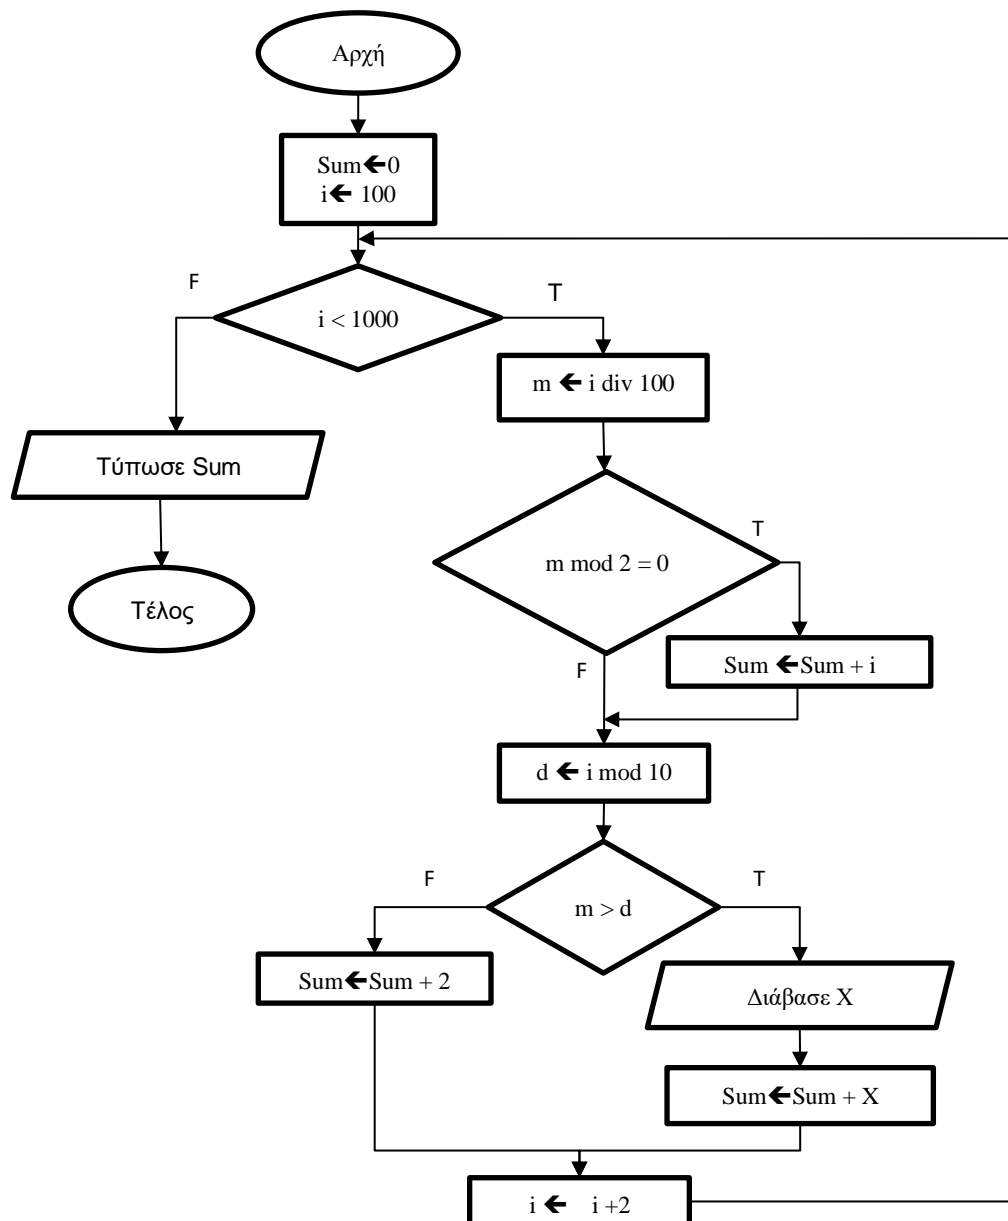 Αρχή
Sum🡸0
i🡸 100
F
T
i < 1000
m 🡸 i div 100
Τύπωσε Sum
T
m mod 2 = 0
Τέλος
Sum 🡸Sum + i
F
d 🡸 i mod 10
F
T
m > d
Sum🡸Sum + 2
Διάβασε X
Sum🡸Sum + X
i 🡸 i +2